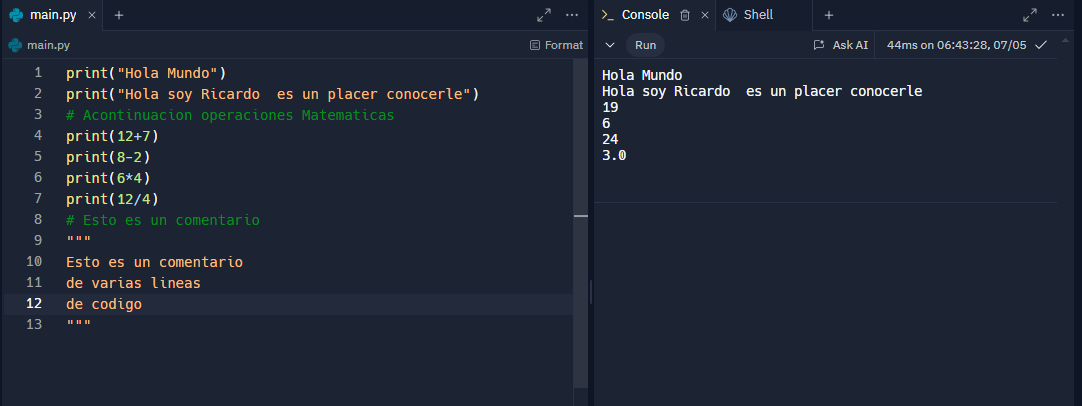 main.py
main.py
Format
1 print("Hola Mundo")
2 print("Hola soy Ricardo  es un placer conocerle")
3 # Acontinuacion operaciones Matematicas
4 print(12+7)
5 print(8-2)
6 print(6*4)
7 print(12/4)
8 # Esto es un comentario
9 """
10 Esto es un comentario
11 de varias lineas
12 de codigo
13 """
Console
Shell
Run
Ask AI
44ms on 06:43:28, 07/05
Hola Mundo
Hola soy Ricardo  es un placer conocerle
19
6
24
3.0